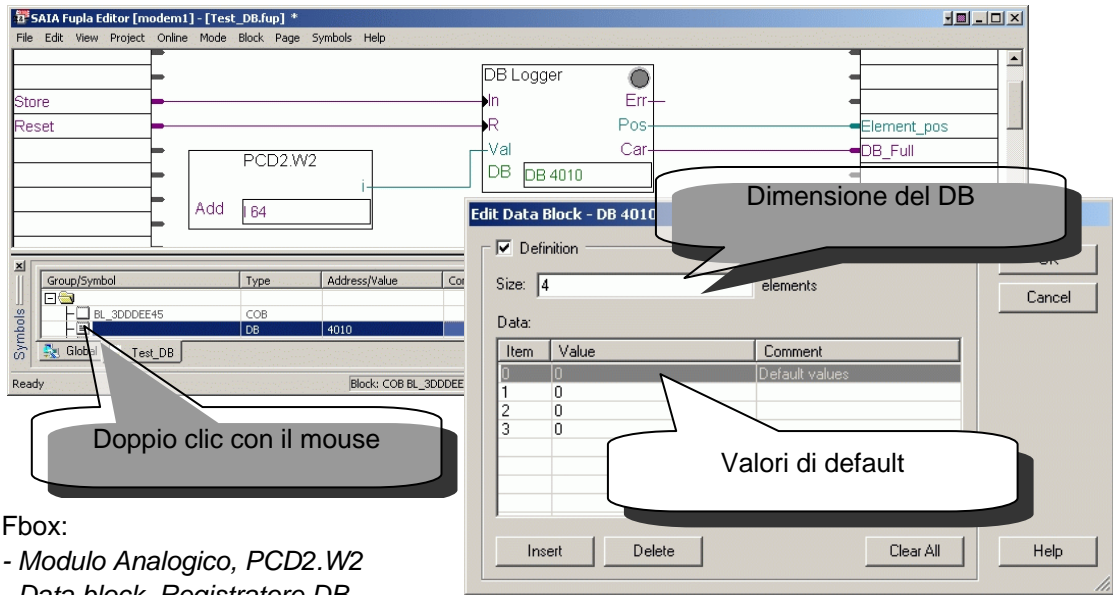 SAIA Fupla Editor [modem1] - [Test_DB.fup] *
File Edit View Project Online Mode Block Page Symbols Help
Store
Reset
PCD2.W2
i
Add I 64
DB Logger
In Err
R Pos
Val Car
DB DB 4010
Element_pos
DB_Full
Dimensione del DB
Edit Data Block - DB 4010
Definition
Size: 4 elements
Data:
Item Value Comment
0 0 Default values
1 0
2 0
3 0
Valori di default
Insert Delete Clear All
Cancel
Help
Symbols
Group/Symbol Type Address/Value
BL_3DDDEE45 COB
DB 4010
Test_DB
Ready Block: COB BL_3DDDEE
Doppio clic con il mouse
Fbox:
- Modulo Analogico, PCD2.W2
Data block, Registratore DB